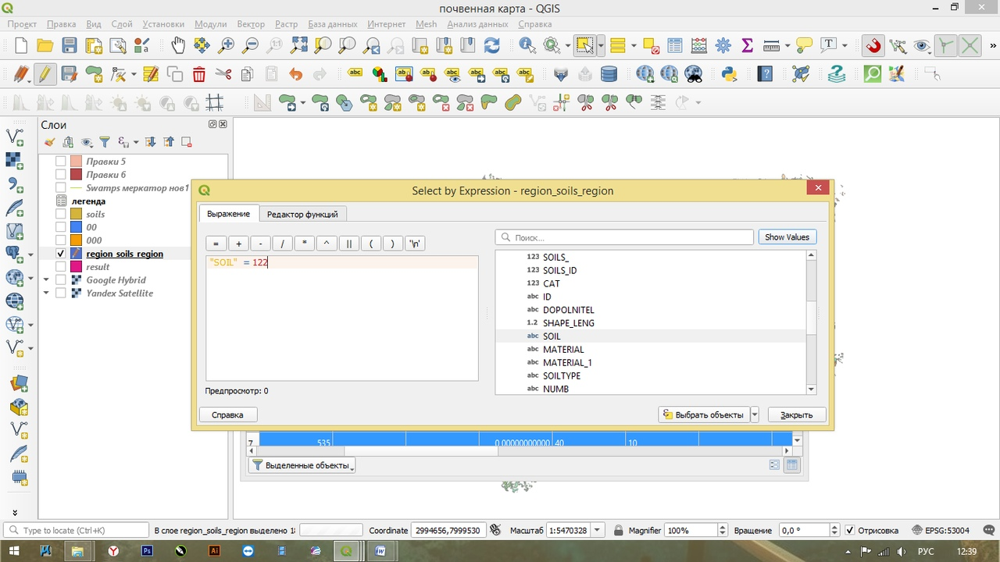 почвенная карта - QGIS
Проект Правка Вид Слой Установки Модули Вектор Растр База данных Интернет Mesh Анализ данных Справка
Слои
Правки 5
Правки 6
Swamps меркатор нов1
легенда
soils
00
000
region_soils_region
result
Google Hybrid
Yandex Satellite
Select by Expression - region_soils_region
Выражение Редактор функций
= + - / * ^ || ( ) '\n'
Поиск... Show Values
"SOIL" = 122
123 SOILS_
123 SOILS_ID
123 CAT
abc ID
abc DOPOLNITEL
1.2 SHAPE_LENG
abc SOIL
abc MATERIAL
abc MATERIAL_1
abc SOILTYPE
abc NUMB
Предпросмотр: 0
Справка Выбрать объекты Закрыть
7 535 0,00000000000 40 10
Выделенные объекты
Type to locate (Ctrl+K) В слое region_soils_region выделено Coordinate 2994656,7999530 Масштаб 1:5470328 Magnifier 100% Вращение 0,0 ° Отрисовка EPSG:53004
Ps Ai РУС 12:39